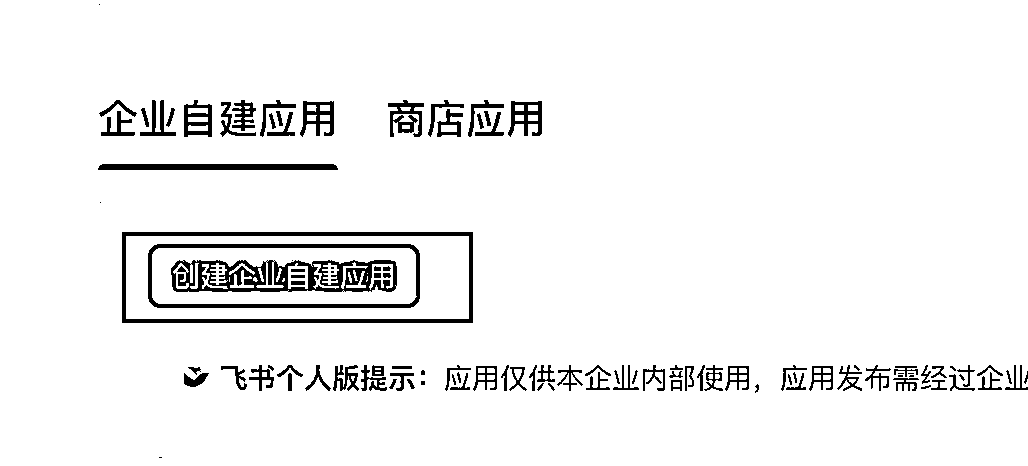 企业自建应用 商店应用
创建企业自建应用
飞书个人版提示：应用仅供本企业内部使用，应用发布需经过企业